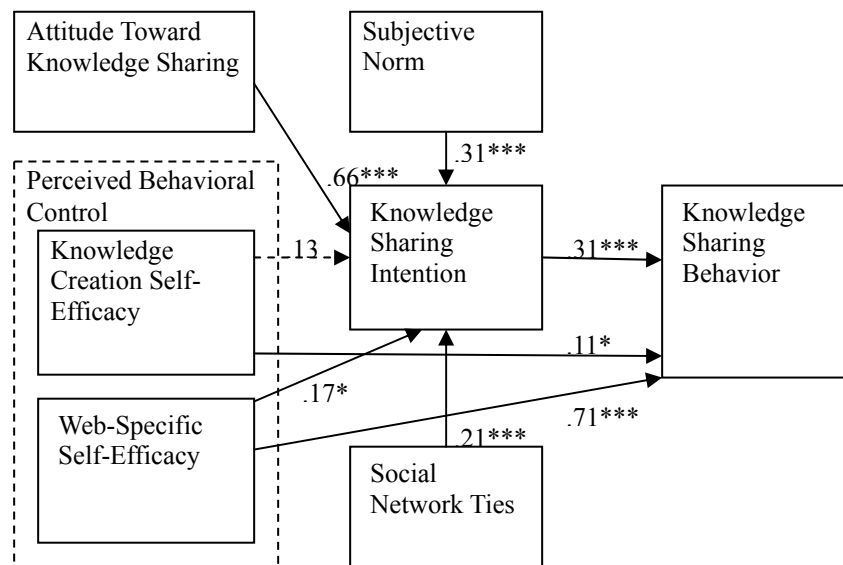 Attitude Toward
Knowledge Sharing
Subjective
Norm
.31***
.66***
Perceived Behavioral
Control
Knowledge
Creation Self-
Efficacy
.13
Knowledge
Sharing
Intention
.31***
Knowledge
Sharing
Behavior
.11*
.17*
Web-Specific
Self-Efficacy
.71***
.21***
Social
Network Ties